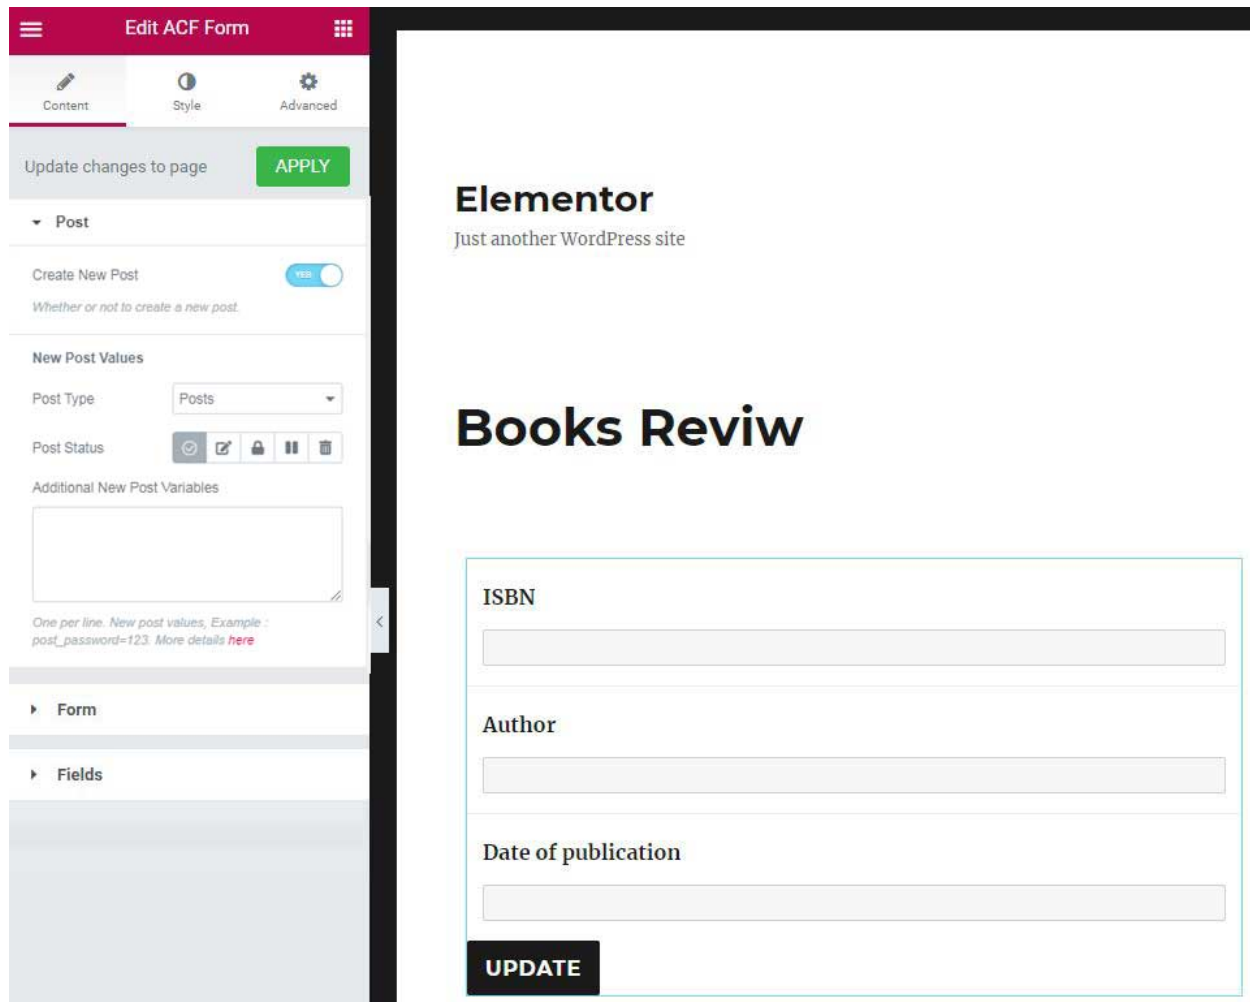 Edit ACF Form
Content
Style
Advanced
Update changes to page
APPLY
Post
Create New Post
YES
Whether or not to create a new post.
New Post Values
Post Type
Posts
Post Status
Additional New Post Variables
One per line. New post values, Example :
post_password=123. More details here
Form
Fields
Elementor
Just another WordPress site
Books Reviw
ISBN
Author
Date of publication
UPDATE